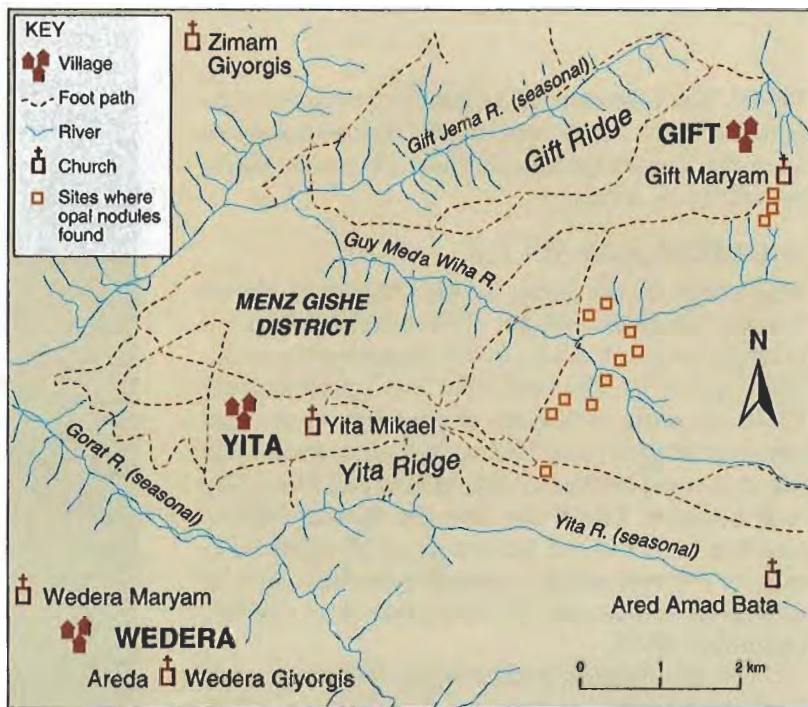 KEY
Village
Foot path
River
Church
Sites where
opal nodules
found
Zimam
Giyorgis
Gift Jema R. (seasonal)
Gift Ridge
GIFT
Gift Maryam
Guy Meda Wiha R.
MENZ GISHE
DISTRICT
N
YITA
Yita Mikael
Yita Ridge
Gorat R. (seasonal)
Yita R. (seasonal)
Ared Amad Bata
Wedera Maryam
WEDERA
Areda
Wedera Giyorgis
0 1 2 km